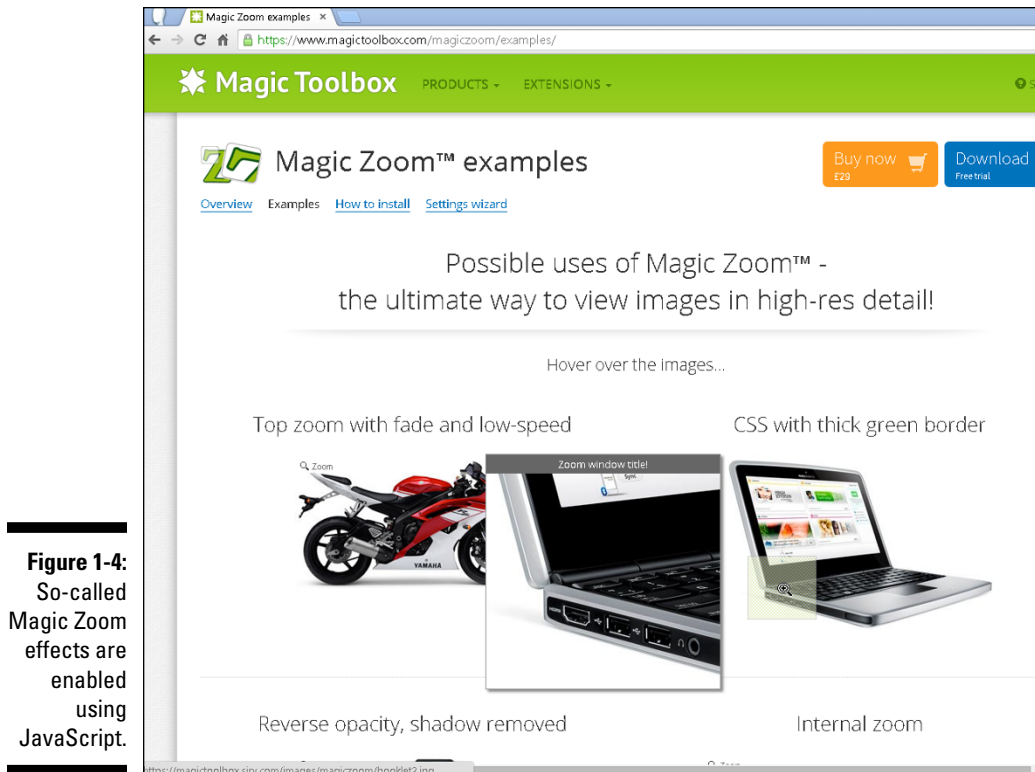 Magic Zoom examples ×
https://www.magictoolbox.com/magiczoom/examples/
Magic Toolbox PRODUCTS EXTENSIONS
Magic Zoom™ examples
Buy now
£29
Download
Free trial
Overview Examples How to install Settings wizard
Possible uses of Magic Zoom™ -
the ultimate way to view images in high-res detail!
Hover over the images...
Top zoom with fade and low-speed
CSS with thick green border
Zoom
Zoom window title!
Sync
YAMAHA
HDMI
Figure 1-4:
So-called
Magic Zoom
effects are
enabled
using
JavaScript.
Reverse opacity, shadow removed
Internal zoom